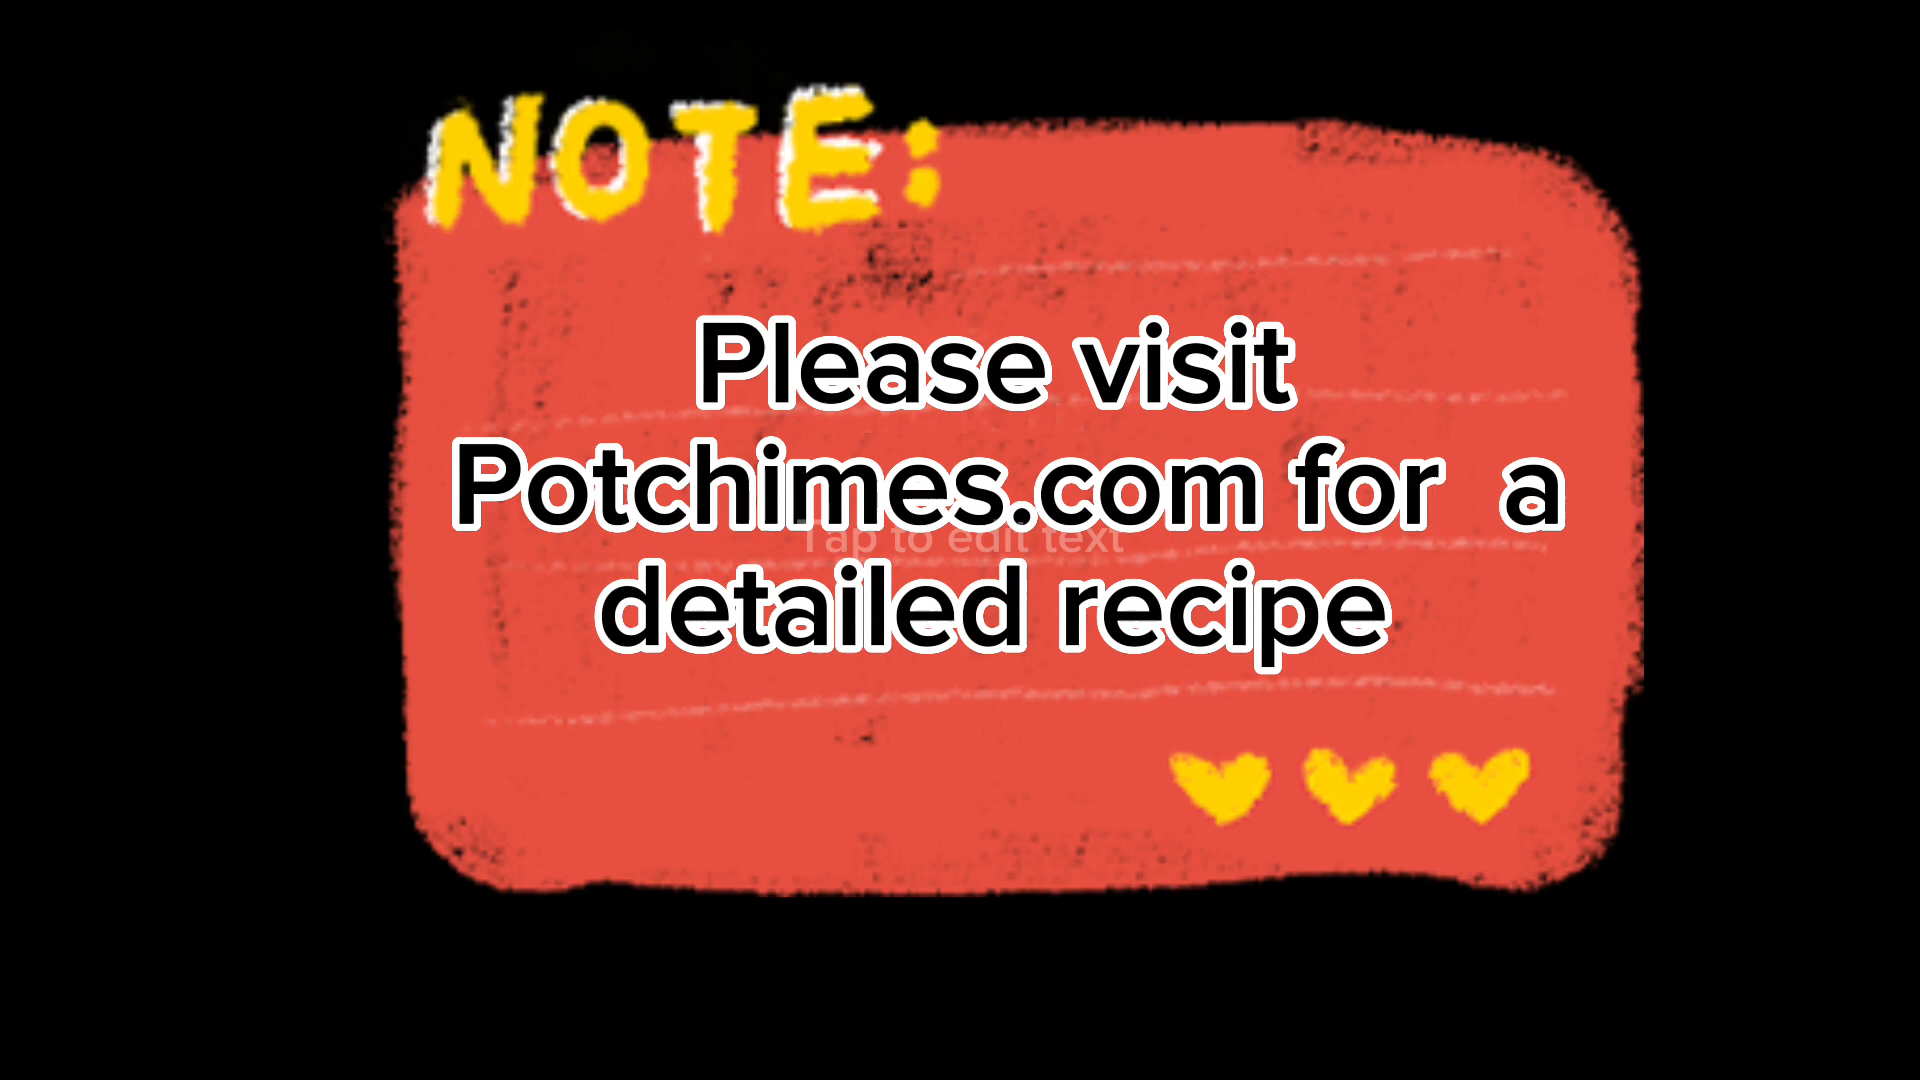 NOTE:
Please visit
Potchimes.com for a
Tap to edit text
detailed recipe